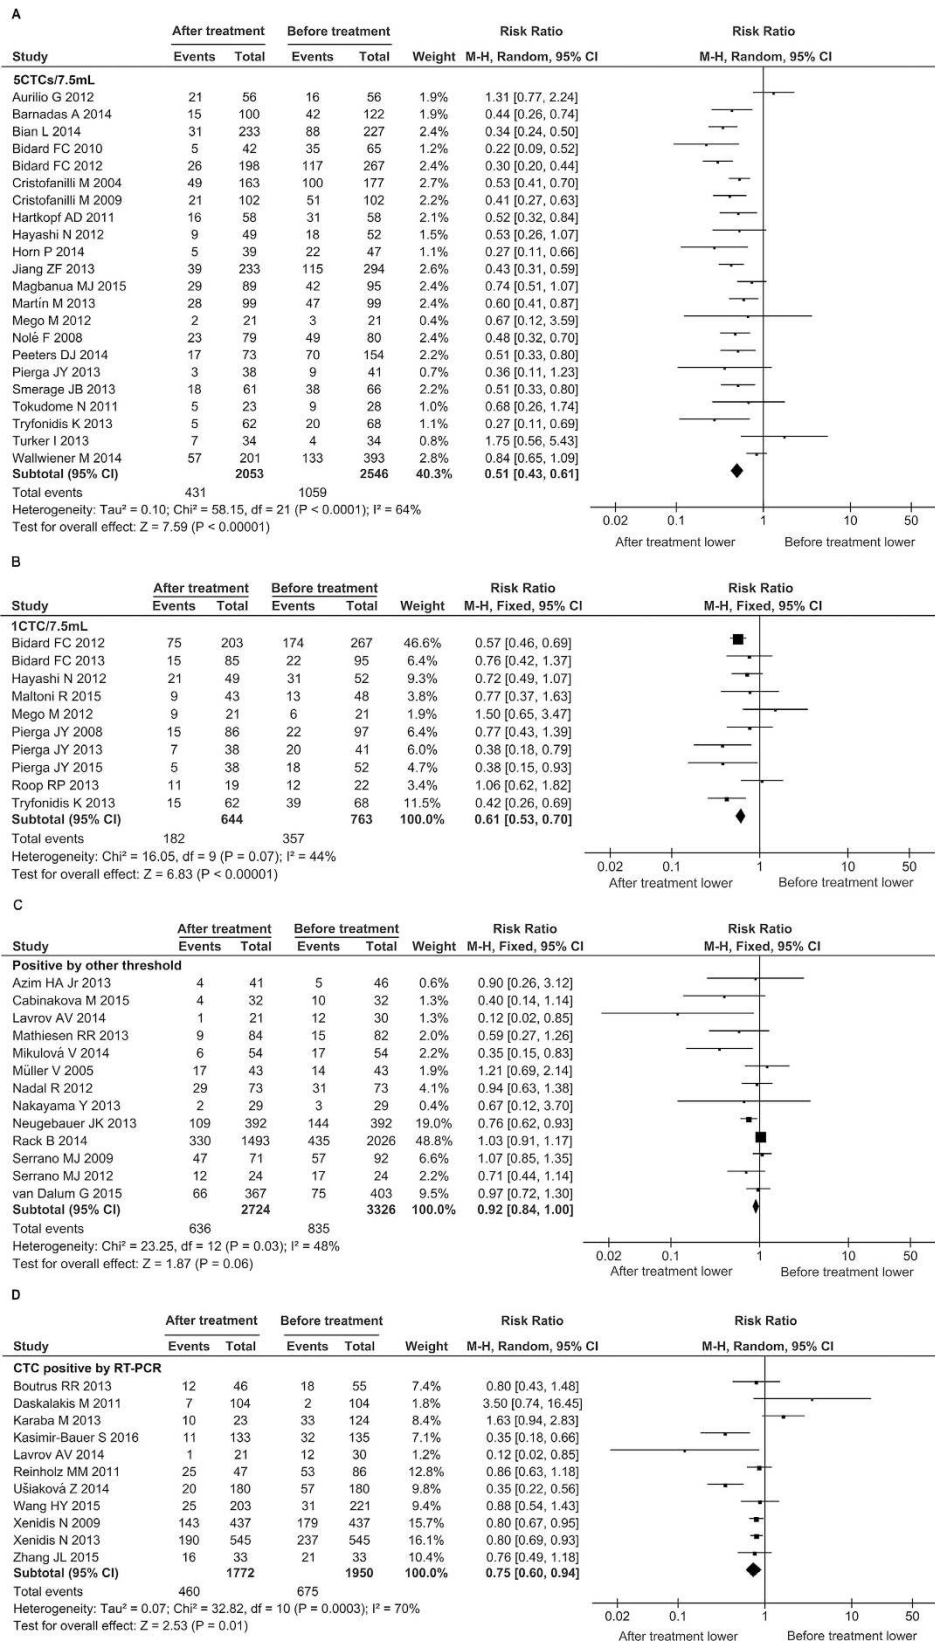 A
After treatment Before treatment Risk Ratio Risk Ratio
Study Events Total Events Total Weight M-H, Random, 95% CI M-H, Random, 95% CI
5CTCs/7.5mL
Aurilio G 2012 21 56 16 56 1.9% 1.31 [0.77, 2.24]
Barnadas A 2014 15 100 42 122 1.9% 0.44 [0.26, 0.74]
Bian L 2014 31 233 88 227 2.4% 0.34 [0.24, 0.50]
Bidard FC 2010 5 42 35 65 1.1% 0.22 [0.09, 0.52]
Bidard FC 2012 26 198 117 267 2.4% 0.30 [0.20, 0.44]
Cristofanilli M 2004 49 163 100 177 2.7% 0.53 [0.41, 0.70]
Cristofanilli M 2009 21 102 51 102 2.2% 0.41 [0.27, 0.63]
Hartkopf AD 2011 16 58 31 58 2.1% 0.52 [0.32, 0.84]
Hayashi N 2012 9 49 18 52 1.5% 0.53 [0.26, 1.07]
Horn P 2014 5 39 22 47 1.1% 0.27 [0.11, 0.66]
Jiang ZF 2013 39 233 115 294 2.6% 0.43 [0.31, 0.59]
Magbanua MJ 2015 29 89 42 95 2.4% 0.74 [0.51, 1.07]
Martín M 2013 28 99 47 99 2.4% 0.60 [0.41, 0.87]
Mego M 2012 2 21 3 21 0.4% 0.67 [0.12, 3.59]
Nolé F 2008 23 79 49 80 2.4% 0.48 [0.32, 0.70]
Peeters DJ 2014 17 73 70 154 2.2% 0.51 [0.33, 0.80]
Pierga JY 2013 3 38 9 41 0.7% 0.36 [0.11, 1.23]
Smerage JB 2013 18 61 38 66 2.2% 0.51 [0.33, 0.80]
Tokudome N 2011 5 23 9 28 1.0% 0.68 [0.26, 1.74]
Tryfonidis K 2013 5 62 20 68 1.1% 0.27 [0.11, 0.69]
Turker I 2013 7 34 4 34 0.8% 1.75 [0.56, 5.43]
Wallwiener M 2014 57 201 133 393 2.8% 0.84 [0.65, 1.09]
Subtotal (95% CI) 2053 2546 40.3% 0.51 [0.43, 0.61]
Total events 431 1059
Heterogeneity: Tau² = 0.10; Chi² = 58.15, df = 21 (P < 0.0001); I² = 64%
Test for overall effect: Z = 7.59 (P < 0.00001)
0.02 0.1 1 10 50
After treatment lower Before treatment lower
B
After treatment Before treatment Risk Ratio Risk Ratio
Study Events Total Events Total Weight M-H, Fixed, 95% CI M-H, Fixed, 95% CI
1CTC/7.5mL
Bidard FC 2012 75 203 174 267 46.6% 0.57 [0.46, 0.69]
Bidard FC 2013 15 85 22 95 6.4% 0.76 [0.42, 1.37]
Hayashi N 2012 21 49 31 52 9.3% 0.72 [0.49, 1.07]
Maltoni R 2015 9 43 13 48 3.8% 0.77 [0.37, 1.63]
Mego M 2012 9 21 6 21 1.9% 1.50 [0.65, 3.47]
Pierga JY 2008 15 86 22 97 6.4% 0.77 [0.43, 1.39]
Pierga JY 2013 7 38 20 41 6.0% 0.38 [0.18, 0.79]
Pierga JY 2015 5 38 18 52 4.7% 0.38 [0.15, 0.93]
Roop RP 2013 11 19 12 22 3.4% 1.06 [0.62, 1.82]
Tryfonidis K 2013 15 62 39 68 11.5% 0.42 [0.26, 0.69]
Subtotal (95% CI) 644 763 100.0% 0.61 [0.53, 0.70]
Total events 182 357
Heterogeneity: Chi² = 16.05, df = 9 (P = 0.07); I² = 44%
Test for overall effect: Z = 6.83 (P < 0.00001)
0.02 0.1 1 10 50
After treatment lower Before treatment lower
C
After treatment Before treatment Risk Ratio Risk Ratio
Study Events Total Events Total Weight M-H, Fixed, 95% CI M-H, Fixed, 95% CI
Positive by other threshold
Azim HA Jr 2013 4 41 5 46 0.6% 0.90 [0.26, 3.12]
Cabinakova M 2015 4 32 10 32 1.3% 0.40 [0.14, 1.14]
Lavrov AV 2014 1 21 12 30 1.1% 0.12 [0.02, 0.85]
Mathiesen RR 2013 9 84 15 82 2.0% 0.59 [0.27, 1.26]
Mikulová V 2014 6 54 17 54 2.2% 0.35 [0.15, 0.83]
Müller V 2005 17 43 14 43 1.8% 1.21 [0.69, 2.14]
Nadal R 2012 29 73 31 73 4.1% 0.94 [0.63, 1.38]
Nakayama Y 2013 2 29 3 29 0.4% 0.67 [0.12, 3.70]
Neugebauer JK 2013 109 392 144 392 19.0% 0.76 [0.62, 0.93]
Rack B 2014 330 1493 435 2026 48.8% 1.03 [0.91, 1.17]
Serrano MJ 2009 47 71 57 92 6.6% 1.07 [0.85, 1.35]
Serrano MJ 2012 12 24 17 24 2.2% 0.71 [0.44, 1.14]
van Dalum G 2015 66 367 75 403 9.5% 0.97 [0.72, 1.30]
Subtotal (95% CI) 2724 3326 100.0% 0.92 [0.84, 1.00]
Total events 636 835
Heterogeneity: Chi² = 23.25, df = 12 (P = 0.03); I² = 48%
Test for overall effect: Z = 1.87 (P = 0.06)
0.02 0.1 1 10 50
After treatment lower Before treatment lower
D
After treatment Before treatment Risk Ratio Risk Ratio
Study Events Total Events Total Weight M-H, Random, 95% CI M-H, Random, 95% CI
CTC positive by RT-PCR
Boutrus RR 2013 12 46 18 55 7.4% 0.80 [0.43, 1.48]
Daskalakis M 2011 7 104 2 104 1.8% 3.50 [0.74, 16.45]
Karaba M 2013 10 23 33 124 8.4% 1.63 [0.94, 2.83]
Kasimir-Bauer S 2016 11 133 32 135 7.1% 0.35 [0.18, 0.66]
Lavrov AV 2014 1 21 12 30 1.1% 0.12 [0.02, 0.85]
Reinholz MM 2011 25 47 53 86 12.8% 0.86 [0.63, 1.18]
Ušiaková Z 2014 20 180 57 180 9.8% 0.35 [0.22, 0.56]
Wang HY 2015 25 203 31 221 9.4% 0.88 [0.54, 1.43]
Xenidis N 2009 143 437 179 437 15.7% 0.80 [0.67, 0.95]
Xenidis N 2013 190 545 237 545 16.1% 0.80 [0.69, 0.93]
Zhang JL 2015 16 33 21 33 10.4% 0.76 [0.49, 1.18]
Subtotal (95% CI) 1772 1950 100.0% 0.75 [0.60, 0.94]
Total events 460 675
Heterogeneity: Tau² = 0.07; Chi² = 32.82, df = 10 (P = 0.0003); I² = 70%
Test for overall effect: Z = 2.53 (P = 0.01)
0.02 0.1 1 10 50
After treatment lower Before treatment lower